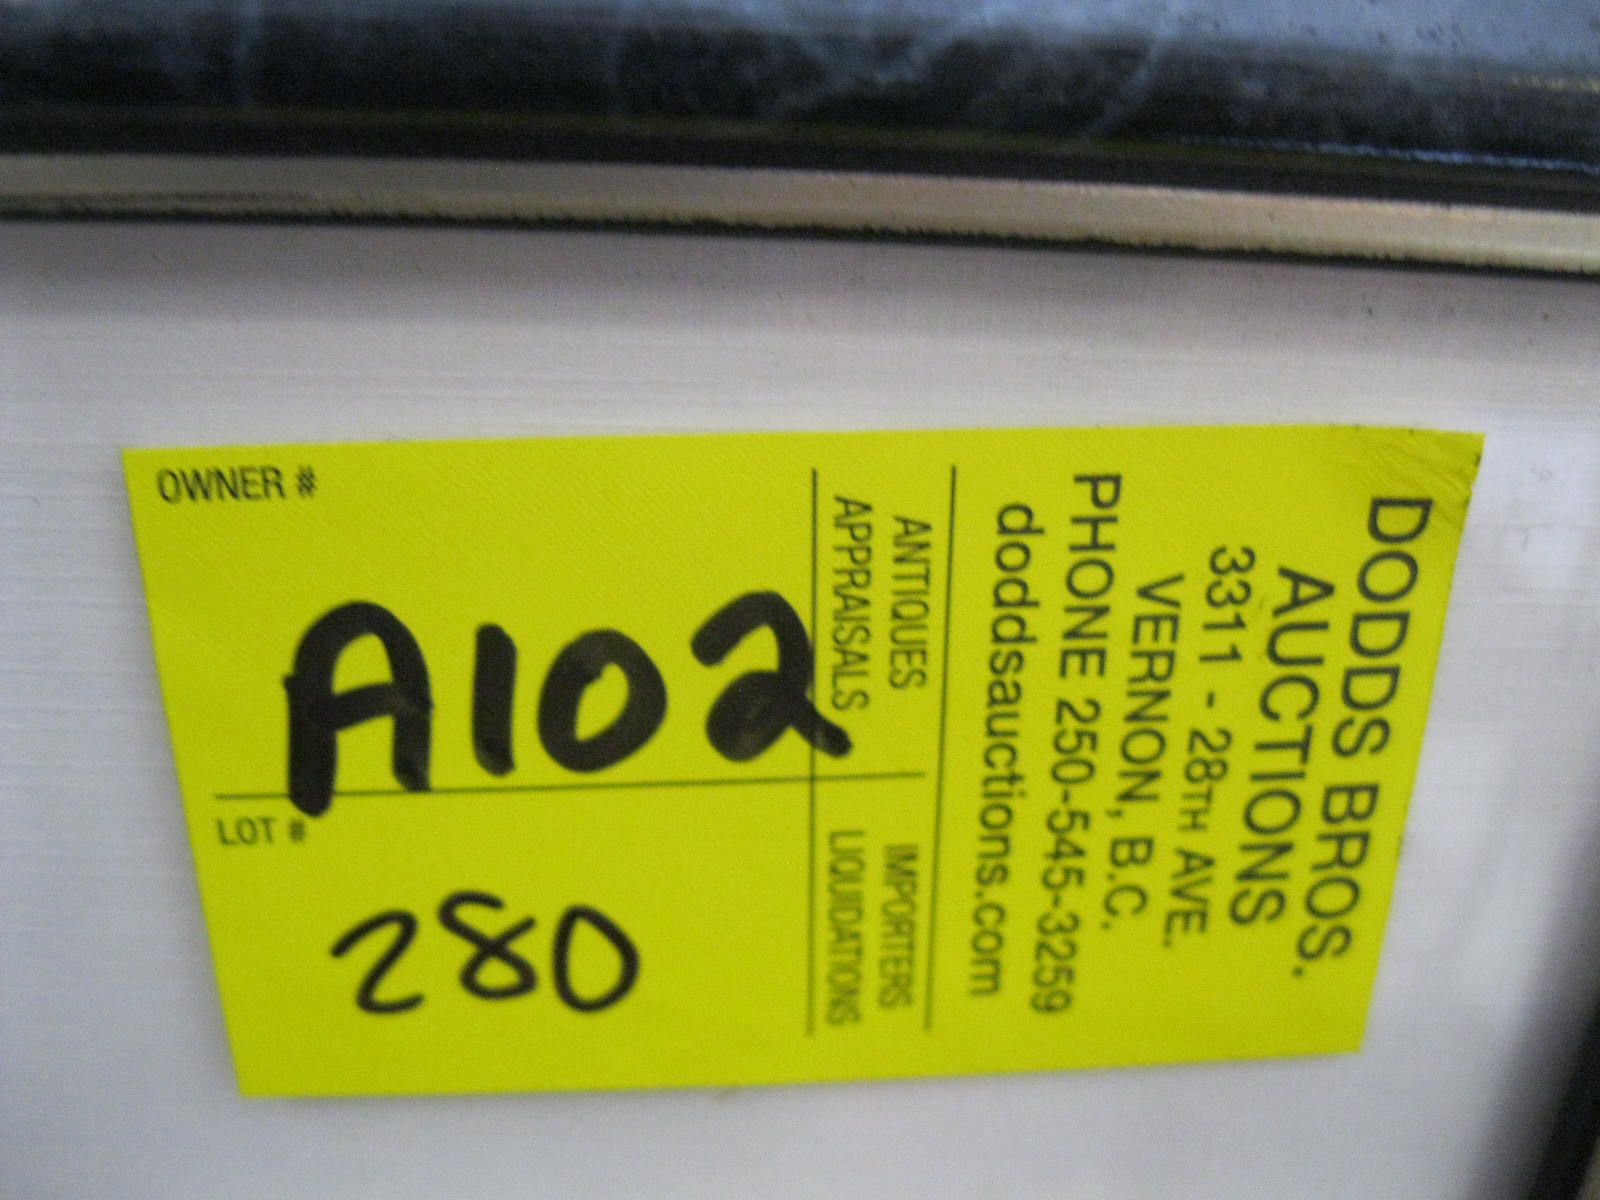 OWNER #
A102
LOT #
280
DODDS BROS.
AUCTIONS
3311 - 28TH AVE.
VERNON, B.C.
PHONE 250-545-3259
doddsauctions.com
ANTIQUES IMPORTERS
APPRAISALS LIQUIDATIONS